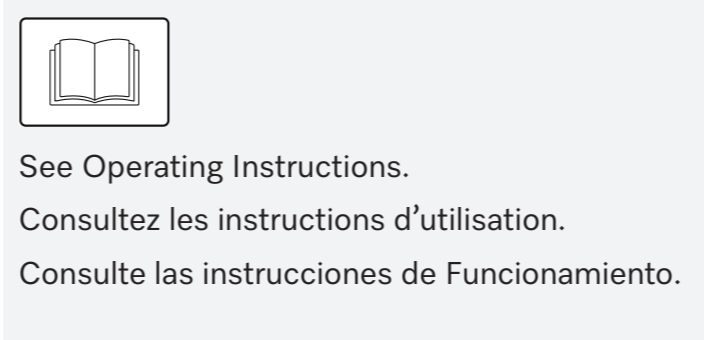 See Operating Instructions.
Consultez les instructions d’utilisation.
Consulte las instrucciones de Funcionamiento.